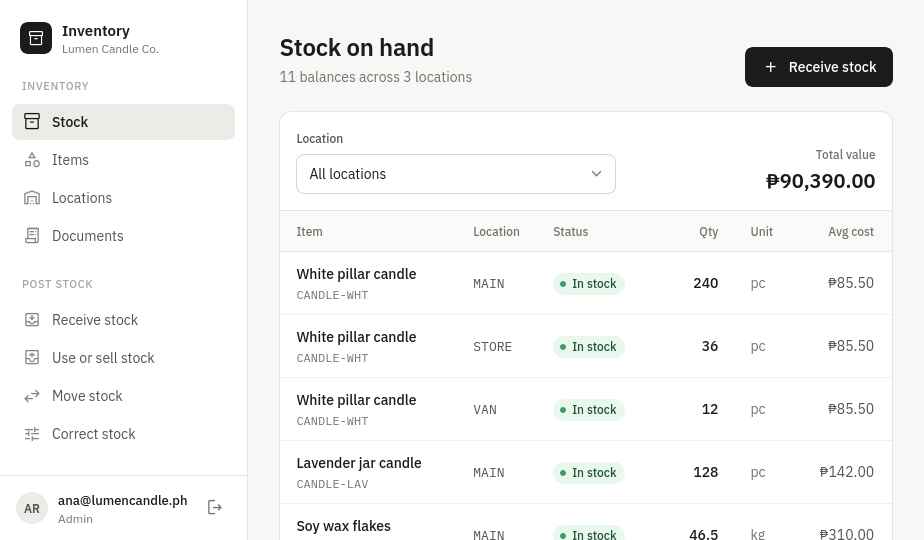 Inventory
Lumen Candle Co.
INVENTORY
Stock
Items
Locations
Documents
POST STOCK
Receive stock
Use or sell stock
Move stock
Correct stock
AR
ana@lumencandle.ph
Admin
Stock on hand
11 balances across 3 locations
+ Receive stock
Location
All locations
Total value
₱90,390.00
Item Location Status Qty Unit Avg cost
White pillar candle
CANDLE-WHT
MAIN In stock 240 pc ₱85.50
White pillar candle
CANDLE-WHT
STORE In stock 36 pc ₱85.50
White pillar candle
CANDLE-WHT
VAN In stock 12 pc ₱85.50
Lavender jar candle
CANDLE-LAV
MAIN In stock 128 pc ₱142.00
Soy wax flakes
MAIN In stock 46.5 kg ₱310.00